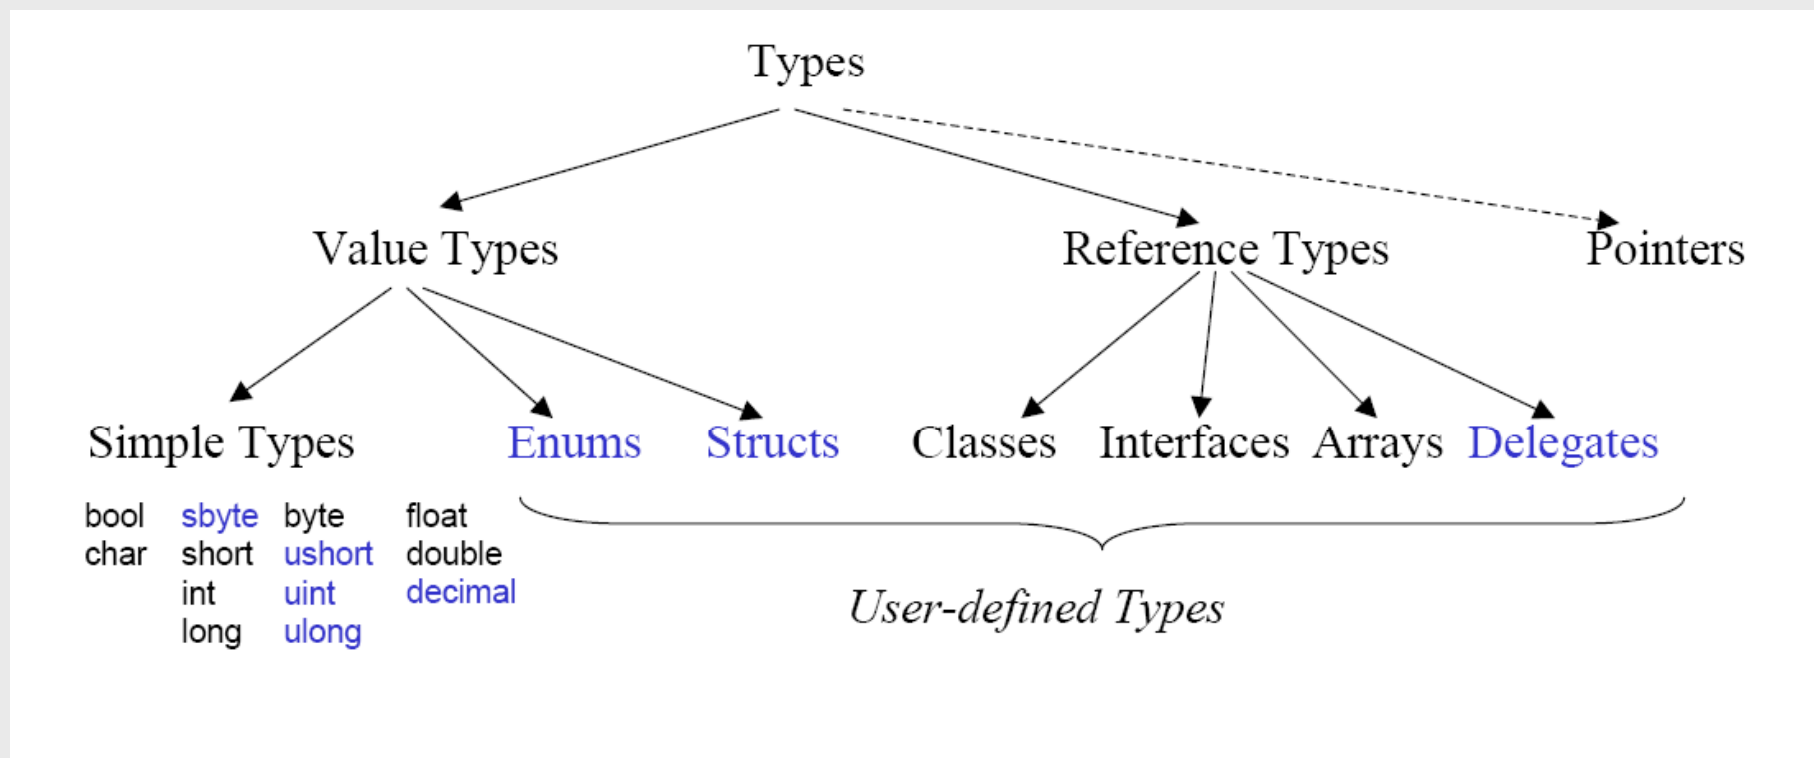 Types
Value Types Reference Types Pointers
Simple Types Enums Structs Classes Interfaces Arrays Delegates
bool sbyte byte float
char short ushort double
int uint decimal
long ulong
User-defined Types